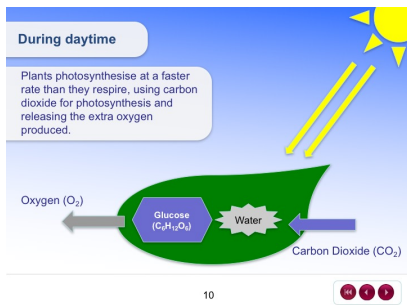 During daytime
Plants photosynthesise at a faster
rate than they respire, using carbon
dioxide for photosynthesis and
releasing the extra oxygen
produced.
Oxygen (O₂)
Glucose
(C₆H₁₂O₆)
Water
Carbon Dioxide (CO₂)
10